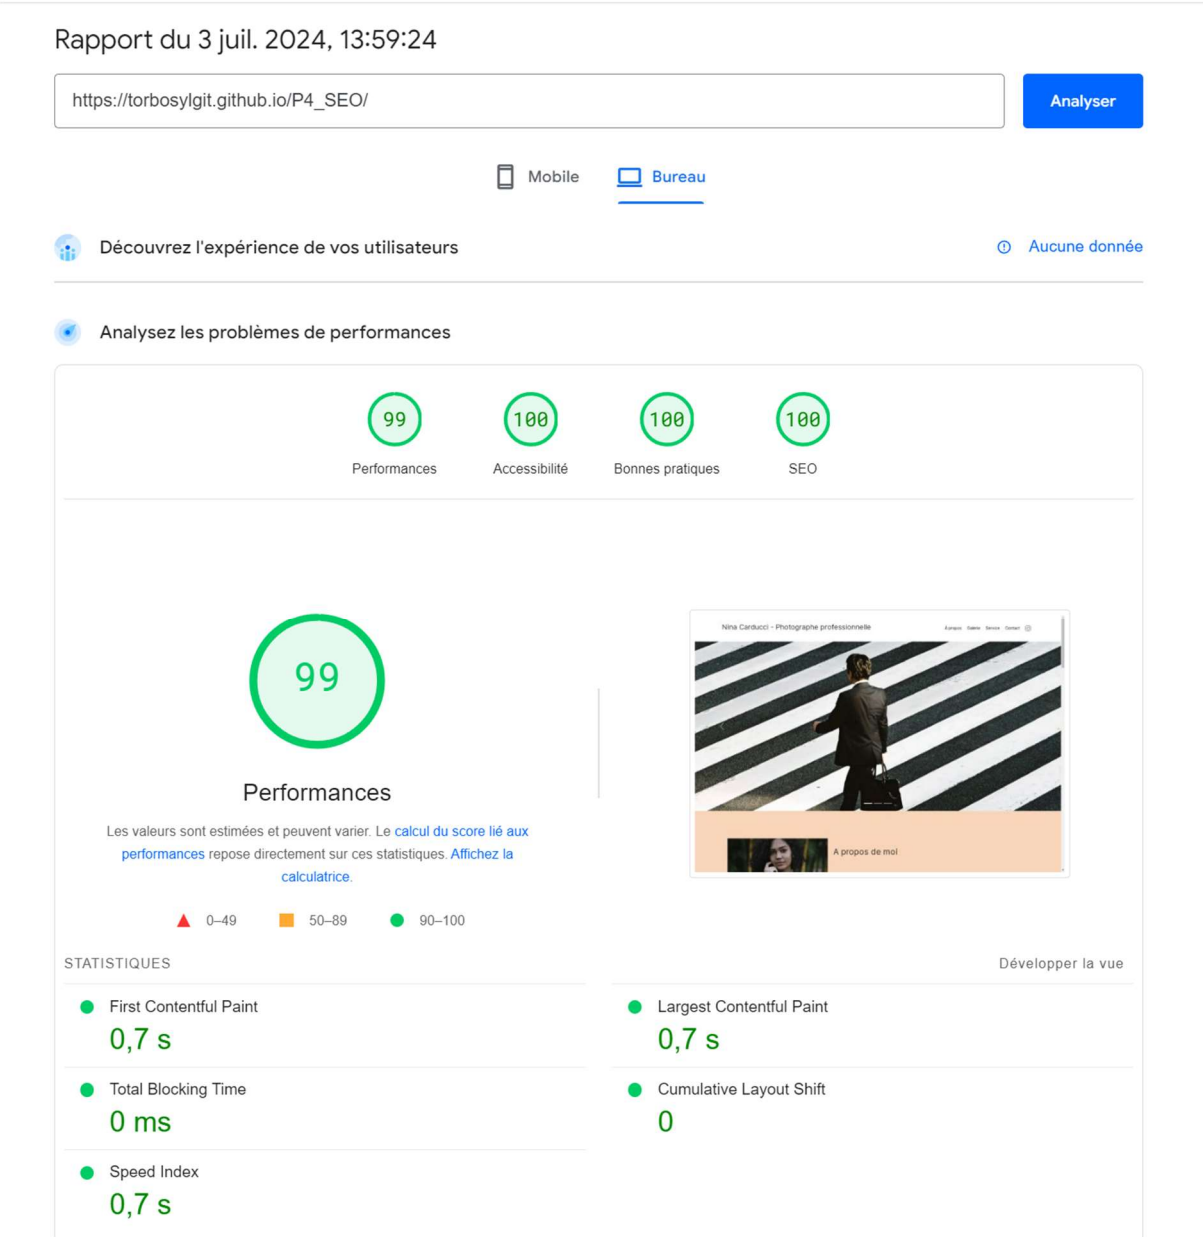 Rapport du 3 juil. 2024, 13:59:24
https://torbosylgit.github.io/P4_SEO/
Analyser
Mobile
Bureau
Découvrez l'expérience de vos utilisateurs
Aucune donnée
Analysez les problèmes de performances
99
100
100
100
Performances
Accessibilité
Bonnes pratiques
SEO
99
Performances
Les valeurs sont estimées et peuvent varier. Le calcul du score lié aux
performances repose directement sur ces statistiques. Affichez la
calculatrice.
0–49
50–89
90–100
Nina Carducci - Photographe professionnelle
À propos Galerie Service Contact
A propos de moi
STATISTIQUES
Développer la vue
First Contentful Paint
0,7 s
Largest Contentful Paint
0,7 s
Total Blocking Time
0 ms
Cumulative Layout Shift
0
Speed Index
0,7 s